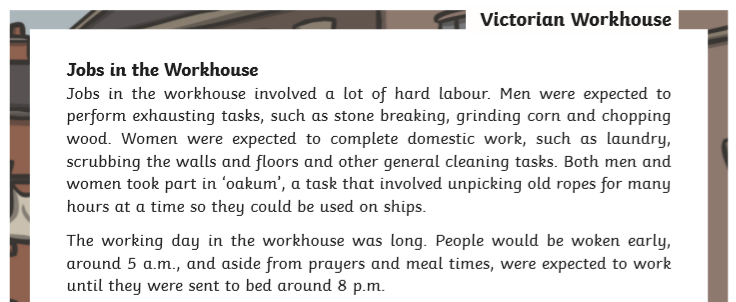 Victorian Workhouse
Jobs in the Workhouse
Jobs in the workhouse involved a lot of hard labour. Men were expected to
perform exhausting tasks, such as stone breaking, grinding corn and chopping
wood. Women were expected to complete domestic work, such as laundry,
scrubbing the walls and floors and other general cleaning tasks. Both men and
women took part in ‘oakum’, a task that involved unpicking old ropes for many
hours at a time so they could be used on ships.
The working day in the workhouse was long. People would be woken early,
around 5 a.m., and aside from prayers and meal times, were expected to work
until they were sent to bed around 8 p.m.